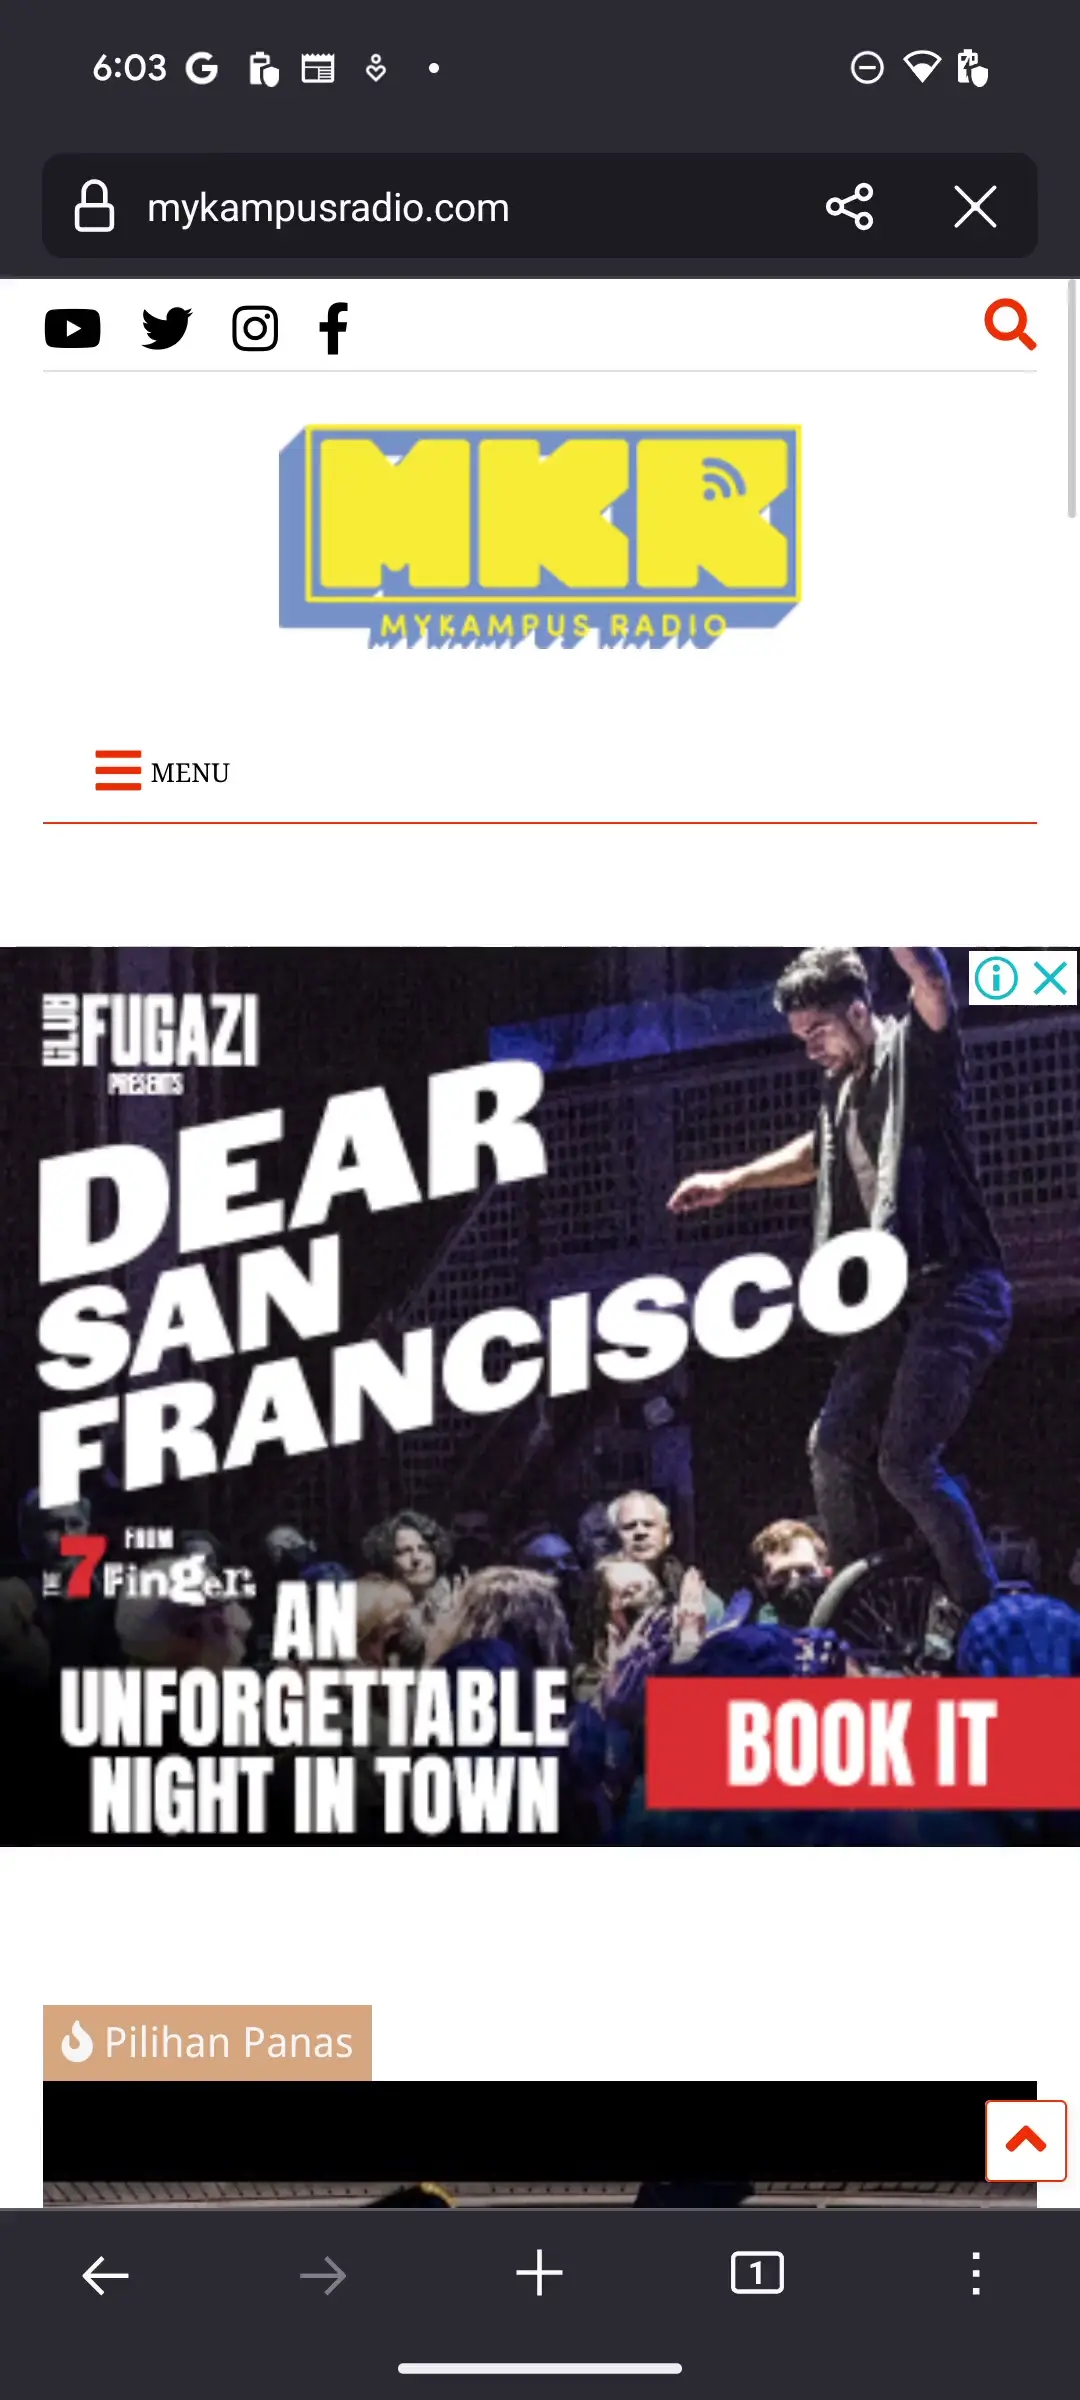 6:03
mykampusradio.com
MKR
MYKAMPUS RADIO
MENU
CLUB FUGAZI
PRESENTS
DEAR
SAN
FRANCISCO
FROM
THE 7 Fingers
AN
UNFORGETTABLE
NIGHT IN TOWN
BOOK IT
Pilihan Panas
1